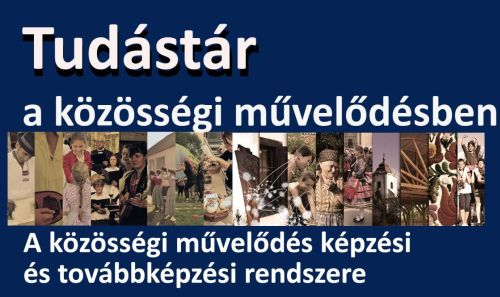 Tudástár
a közösségi művelődésben
A közösségi művelődés képzési
és továbbképzési rendszere